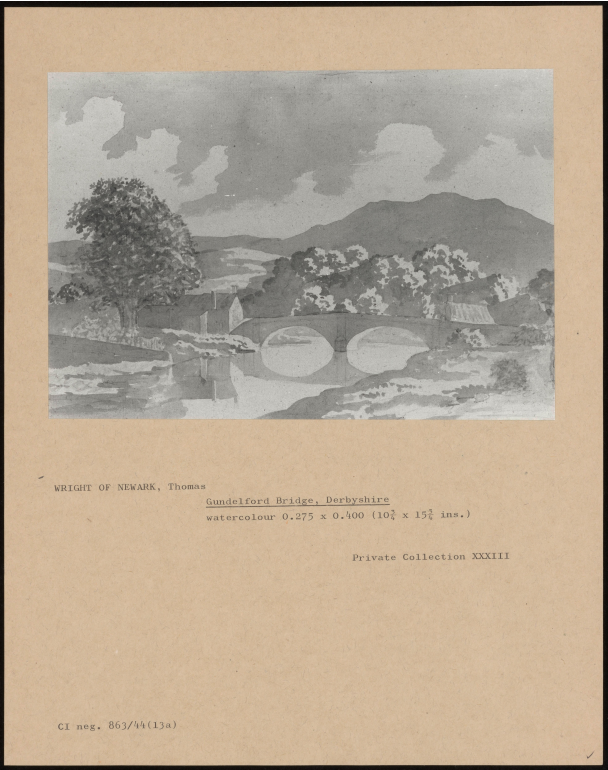 WRIGHT OF NEWARK, Thomas
Gundelford Bridge, Derbyshire
watercolour 0.275 x 0.400 (10¾ x 15¾ ins.)
Private Collection XXXIII
CI neg. 863/44(13a)